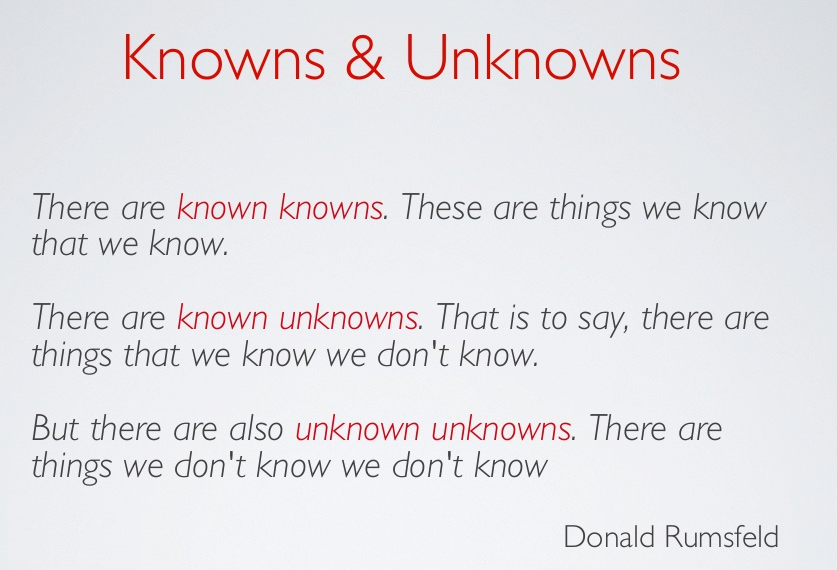 Knowns & Unknowns
There are known knowns. These are things we know
that we know.
There are known unknowns. That is to say, there are
things that we know we don't know.
But there are also unknown unknowns. There are
things we don't know we don't know
Donald Rumsfeld